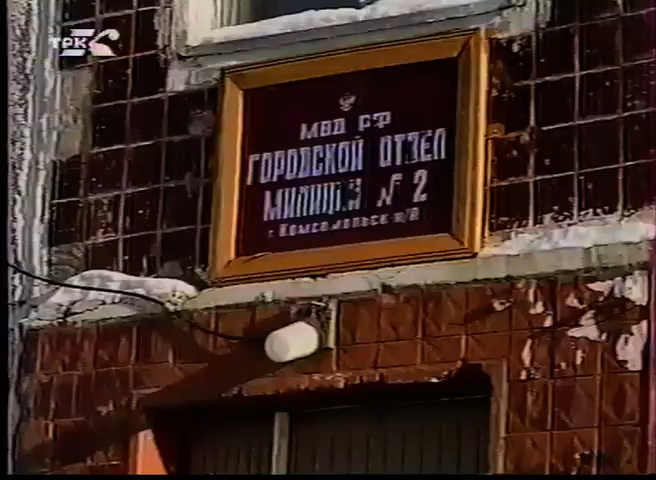 ТРК
МВД РФ
ГОРОДСКОЙ ОТДЕЛ
МИЛИЦИИ № 2
г. Комсомольск-н/А